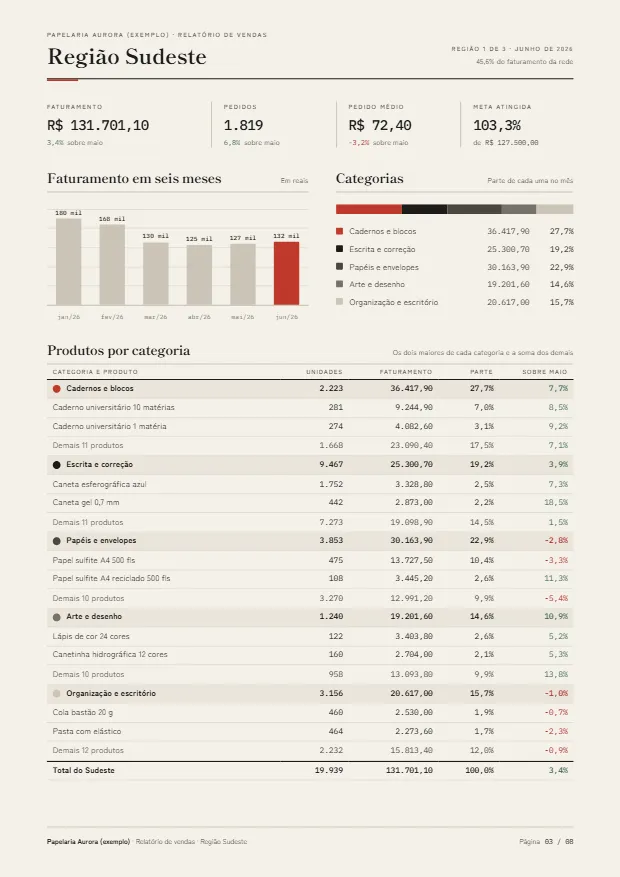 PAPELARIA AURORA (EXEMPLO) · RELATÓRIO DE VENDAS
Região Sudeste
REGIÃO 1 DE 3 · JUNHO DE 2026
45,6% do faturamento da rede
FATURAMENTO
R$ 131.701,10
3,4% sobre maio
PEDIDOS
1.819
6,8% sobre maio
PEDIDO MÉDIO
R$ 72,40
-3,2% sobre maio
META ATINGIDA
103,3%
de R$ 127.500,00
Faturamento em seis meses Em reais
180 mil 168 mil 130 mil 125 mil 127 mil 132 mil
jan/26 fev/26 mar/26 abr/26 mai/26 jun/26
Categorias Parte de cada uma no mês
Cadernos e blocos 36.417,90 27,7%
Escrita e correção 25.300,70 19,2%
Papéis e envelopes 30.163,90 22,9%
Arte e desenho 19.201,60 14,6%
Organização e escritório 20.617,00 15,7%
Produtos por categoria Os dois maiores de cada categoria e a soma dos demais
CATEGORIA E PRODUTO UNIDADES FATURAMENTO PARTE SOBRE MAIO
Cadernos e blocos 2.223 36.417,90 27,7% 7,7%
Caderno universitário 10 matérias 281 9.244,90 7,0% 8,5%
Caderno universitário 1 matéria 274 4.082,60 3,1% 9,2%
Demais 11 produtos 1.668 23.090,40 17,5% 7,1%
Escrita e correção 9.467 25.300,70 19,2% 3,9%
Caneta esferográfica azul 1.752 3.328,80 2,5% 7,3%
Caneta gel 0,7 mm 442 2.873,00 2,2% 18,5%
Demais 11 produtos 7.273 19.098,90 14,5% 1,5%
Papéis e envelopes 3.853 30.163,90 22,9% -2,8%
Papel sulfite A4 500 fls 475 13.727,50 10,4% -3,3%
Papel sulfite A4 reciclado 500 fls 108 3.445,20 2,6% 11,3%
Demais 10 produtos 3.270 12.991,20 9,9% -5,4%
Arte e desenho 1.240 19.201,60 14,6% 10,9%
Lápis de cor 24 cores 122 3.403,80 2,6% 5,2%
Canetinha hidrográfica 12 cores 160 2.704,00 2,1% 5,3%
Demais 10 produtos 958 13.093,80 9,9% 13,8%
Organização e escritório 3.156 20.617,00 15,7% -1,0%
Cola bastão 20 g 460 2.530,00 1,9% -0,7%
Pasta com elástico 464 2.273,60 1,7% -2,3%
Demais 12 produtos 2.232 15.813,40 12,0% -0,9%
Total do Sudeste 19.939 131.701,10 100,0% 3,4%
Papelaria Aurora (exemplo) · Relatório de vendas · Região Sudeste Página 03 / 08